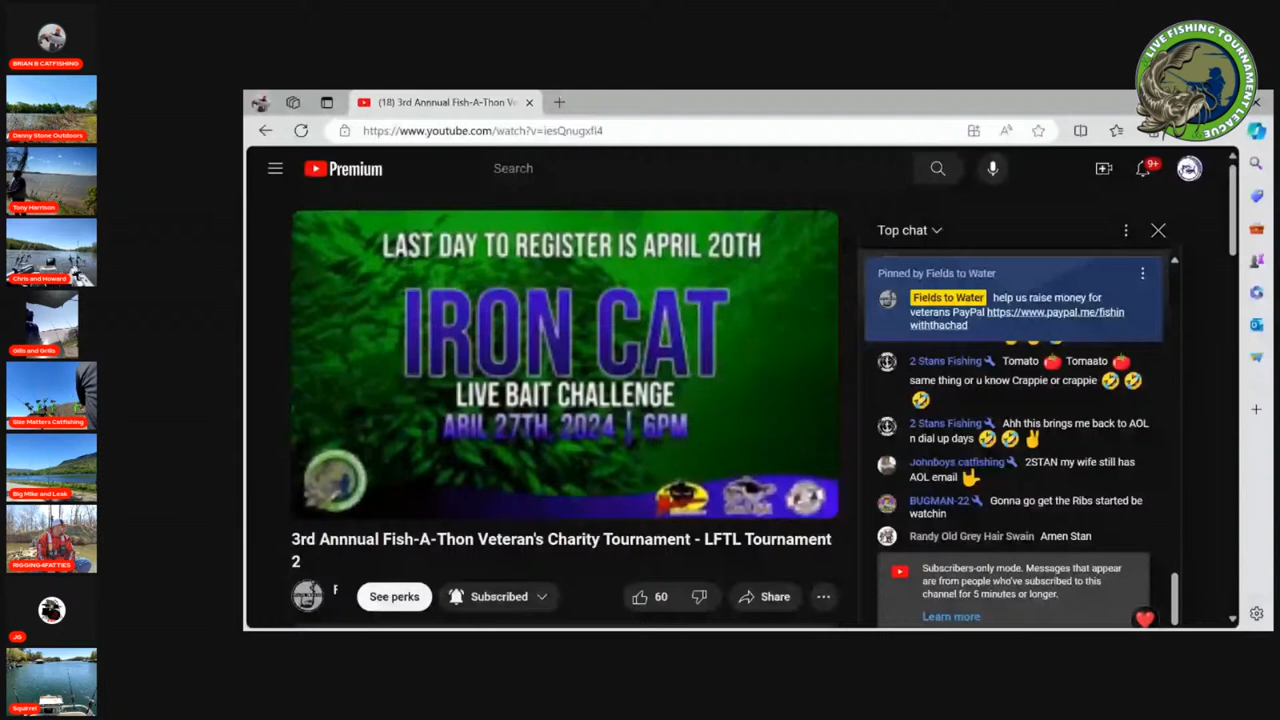 BRIAN B CATFISHING
Danny Stone Outdoors
Tony Harrison
Chris and Howard
Gills and Grills
Size Matters Catfishing
Big Mike and Leak
RIGGING4FATTIES
JG
Squirrel
LIVE FISHING TOURNAMENT LEAGUE
(18) 3rd Annnual Fish-A-Thon Ve
https://www.youtube.com/watch?v=iesQnugxfl4
Premium
Search
9+
LAST DAY TO REGISTER IS APRIL 20TH
IRON CAT
LIVE BAIT CHALLENGE
ABIL 27TH, 2024 | 6PM
3rd Annnual Fish-A-Thon Veteran's Charity Tournament - LFTL Tournament
2
F
See perks
Subscribed
60
Share
Top chat
Pinned by Fields to Water
Fields to Water help us raise money for
veterans PayPal https://www.paypal.me/fishin
withthachad
2 Stans Fishing Tomato Tomaato
same thing or u know Crappie or crappie
2 Stans Fishing Ahh this brings me back to AOL
n dial up days
Johnboys catfishing 2STAN my wife still has
AOL email
BUGMAN-22 Gonna go get the Ribs started be
watchin
Randy Old Grey Hair Swain Amen Stan
Subscribers-only mode. Messages that appear
are from people who've subscribed to this
channel for 5 minutes or longer.
Learn more